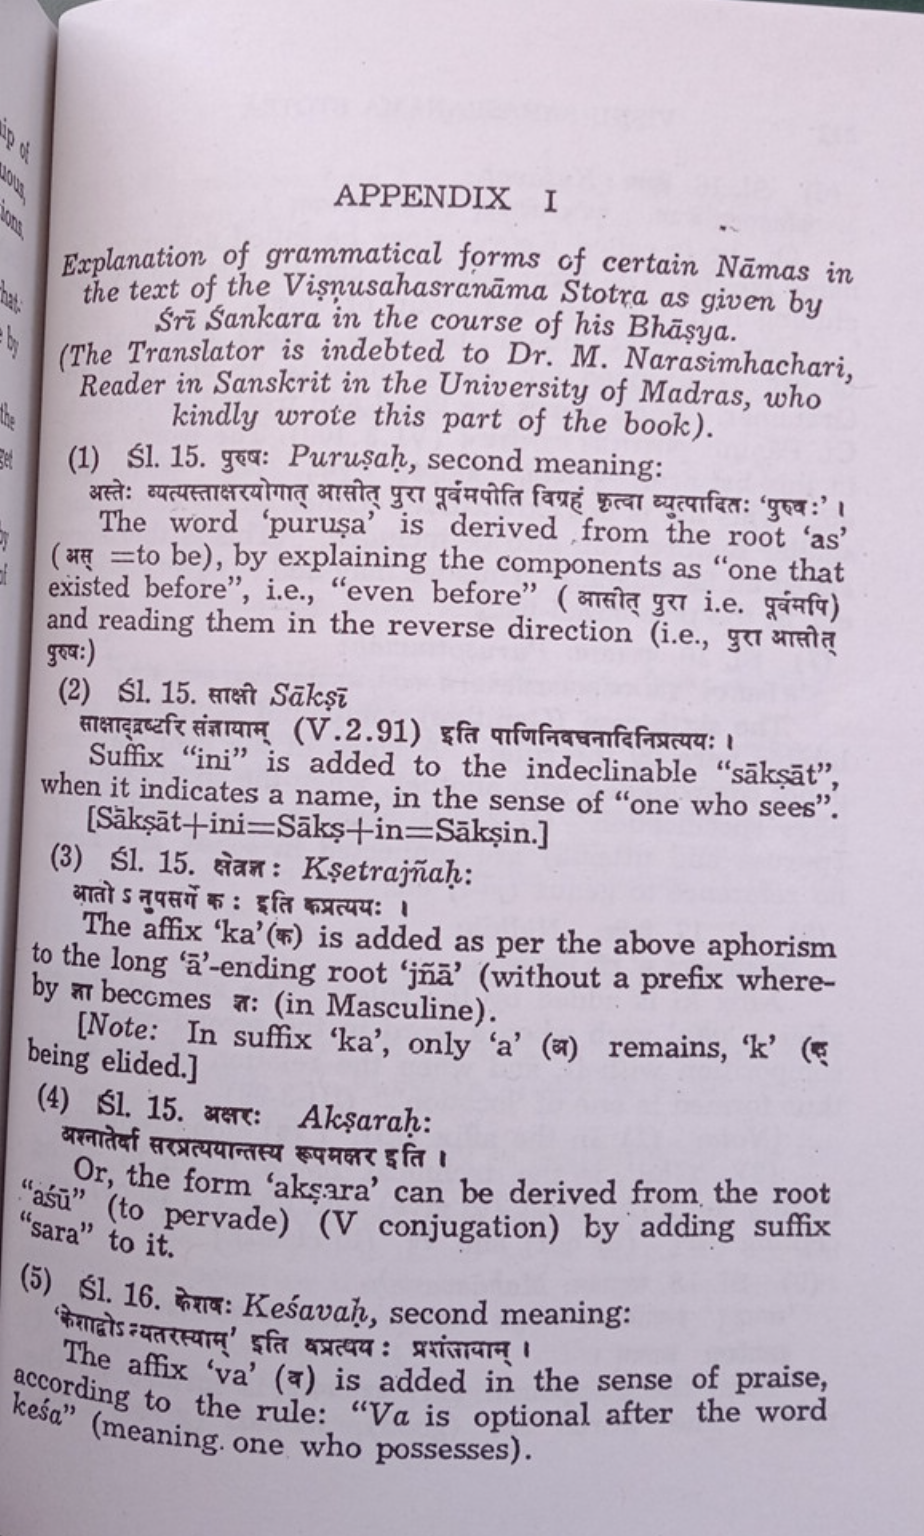 APPENDIX I
Explanation of grammatical forms of certain Nāmas in
the text of the Viṣṇusahasranāma Stotra as given by
Śrī Śankara in the course of his Bhāṣya.
(The Translator is indebted to Dr. M. Narasimhachari,
Reader in Sanskrit in the University of Madras, who
kindly wrote this part of the book).
(1) Śl. 15. पुरुषः Puruṣaḥ, second meaning:
अस्तेः व्यत्यस्ताक्षरयोगात् आसीत् पुरा पूर्वमपीति विग्रहं कृत्वा व्युत्पादितः ‘पुरुषः’ ।
The word ‘puruṣa’ is derived from the root ‘as’
(अस् =to be), by explaining the components as “one that
existed before”, i.e., “even before” (आसीत् पुरा i.e. पूर्वमपि)
and reading them in the reverse direction (i.e., पुरा आसीत्
पुरुषः)
(2) Śl. 15. साक्षी Sākṣī
साक्षाद्द्रष्टरि संज्ञायाम् (V.2.91) इति पाणिनिवचनादिनिप्रत्ययः ।
Suffix “ini” is added to the indeclinable “sākṣāt”,
when it indicates a name, in the sense of “one who sees”.
[Sākṣāt+ini=Sāks+in=Sākṣin.]
(3) Śl. 15. क्षेत्रज्ञः Kṣetrajñaḥ:
आतोऽनुपसर्गे कः इति कप्रत्ययः ।
The affix ‘ka’(क) is added as per the above aphorism
to the long ‘ā’-ending root ‘jñā’ (without a prefix where-
by ज्ञा becomes ज्ञः (in Masculine).
[Note: In suffix ‘ka’, only ‘a’ (अ) remains, ‘k’ (क्
being elided.]
(4) Śl. 15. अक्षरः Akṣaraḥ:
अश्नातेर्वा सरप्रत्ययान्तस्य रूपमक्षर इति ।
Or, the form ‘akṣara’ can be derived from the root
“aśū” (to pervade) (V conjugation) by adding suffix
“sara” to it.
(5) Śl. 16. केशवः Keśavaḥ, second meaning:
‘केशाद्वोऽन्यतरस्याम्’ इति वप्रत्ययः प्रशंसायाम् ।
The affix ‘va’ (व) is added in the sense of praise,
according to the rule: “Va is optional after the word
keśa” (meaning. one who possesses).